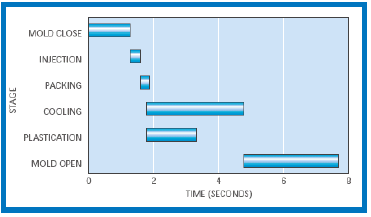 MOLD CLOSE
INJECTION
PACKING
COOLING
PLASTICATION
MOLD OPEN
STAGE
0 2 4 6 8
TIME (SECONDS)